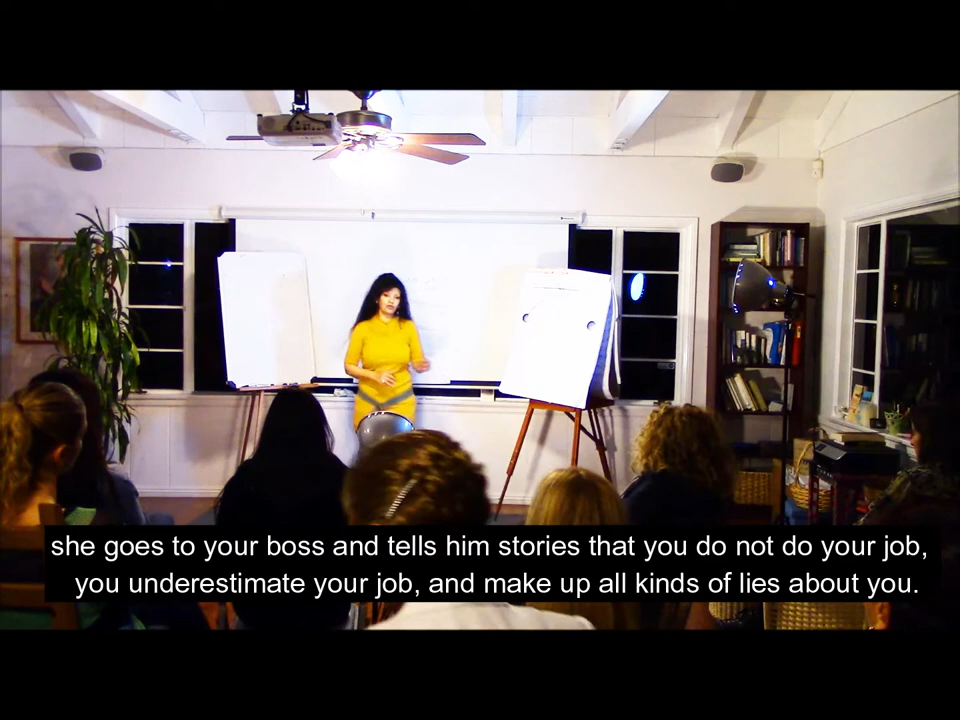 she goes to your boss and tells him stories that you do not do your job,
you underestimate your job, and make up all kinds of lies about you.